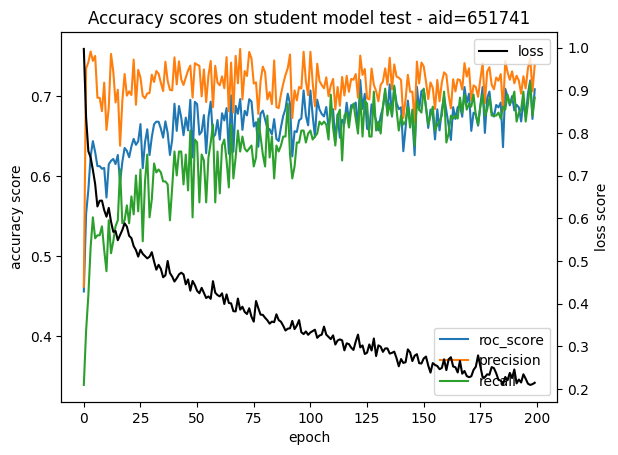 Accuracy scores on student model test - aid=651741
loss
accuracy score
0.7
0.6
0.5
0.4
1.0
0.9
0.8
0.7
0.6
0.5
0.4
0.3
0.2
loss score
roc_score
precision
recall
0
25
50
75
100
125
150
175
200
epoch